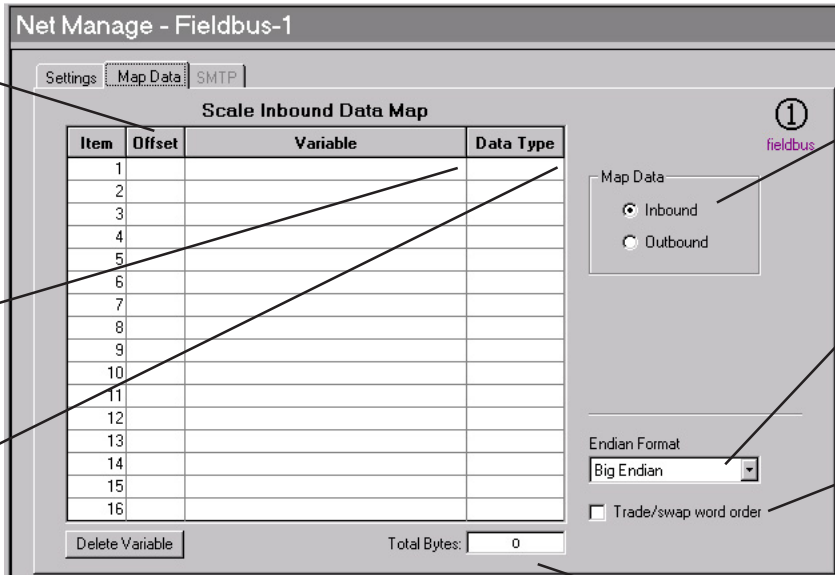 Net Manage - Fieldbus-1
Settings Map Data SMTP
Scale Inbound Data Map
Item Offset Variable Data Type
1
2
3
4
5
6
7
8
9
10
11
12
13
14
15
16
Delete Variable Total Bytes: 0
1
fieldbus
Map Data
Inbound
Outbound
Endian Format
Big Endian
Trade/swap word order